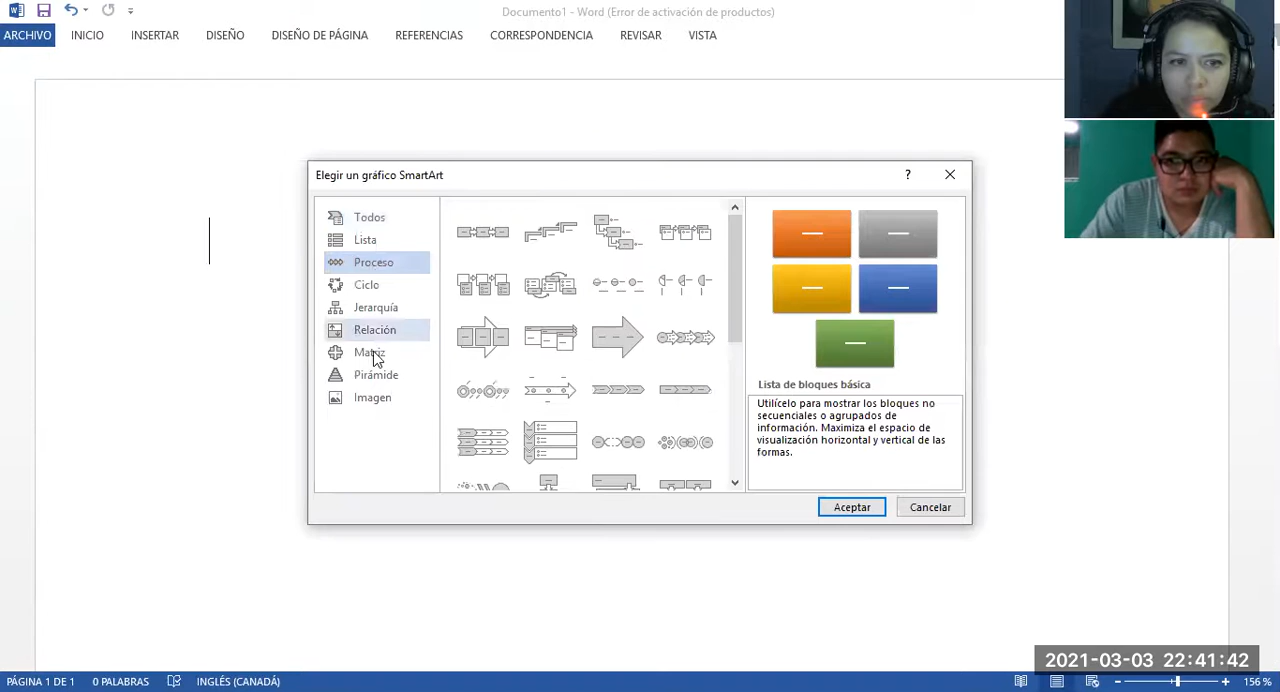 Documento1 - Word (Error de activación de productos)
ARCHIVO INICIO INSERTAR DISEÑO DISEÑO DE PÁGINA REFERENCIAS CORRESPONDENCIA REVISAR VISTA
Elegir un gráfico SmartArt
? 
Todos
Lista
Proceso
Ciclo
Jerarquía
Relación
Matriz
Pirámide
Imagen
Lista de bloques básica
Utilícelo para mostrar los bloques no
secuenciales o agrupados de
información. Maximiza el espacio de
visualización horizontal y vertical de las
formas.
Aceptar Cancelar
2021-03-03 22:41:42
PÁGINA 1 DE 1 0 PALABRAS INGLÉS (CANADÁ) 156 %